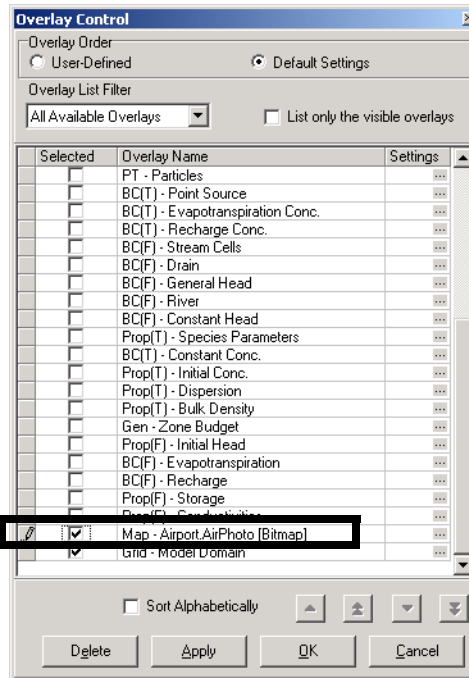 Overlay Control
Overlay Order
User-Defined Default Settings
Overlay List Filter
All Available Overlays List only the visible overlays
Selected Overlay Name Settings
PT - Particles
BC(T) - Point Source
BC(T) - Evapotranspiration Conc.
BC(T) - Recharge Conc.
BC(F) - Stream Cells
BC(F) - Drain
BC(F) - General Head
BC(F) - River
BC(F) - Constant Head
Prop(T) - Species Parameters
BC(T) - Constant Conc.
Prop(T) - Initial Conc.
Prop(T) - Dispersion
Prop(T) - Bulk Density
Gen - Zone Budget
Prop(F) - Initial Head
BC(F) - Evapotranspiration
BC(F) - Recharge
Prop(F) - Storage
Prop(F) - Conductivities
Map - Airport.AirPhoto [Bitmap]
Grid - Model Domain
Sort Alphabetically
Delete Apply OK Cancel